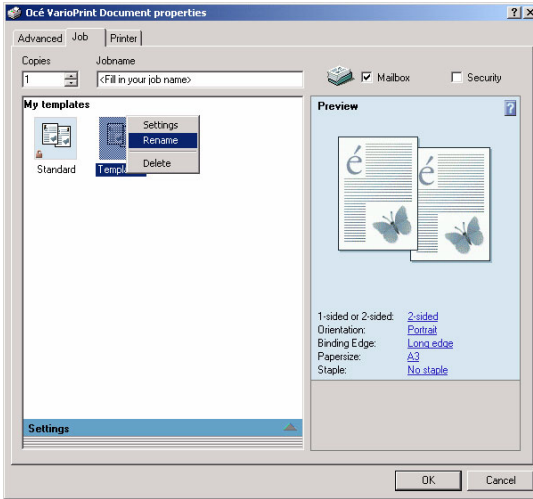 Océ VarioPrint Document properties
Advanced Job Printer
Copies Jobname
1 <Fill in your job name> Mailbox Security
My templates Preview
Settings
Rename
Delete
Standard
é é
1-sided or 2-sided: 2-sided
Orientation: Portrait
Binding Edge: Long edge
Papersize: A3
Staple: No staple
Settings
OK Cancel